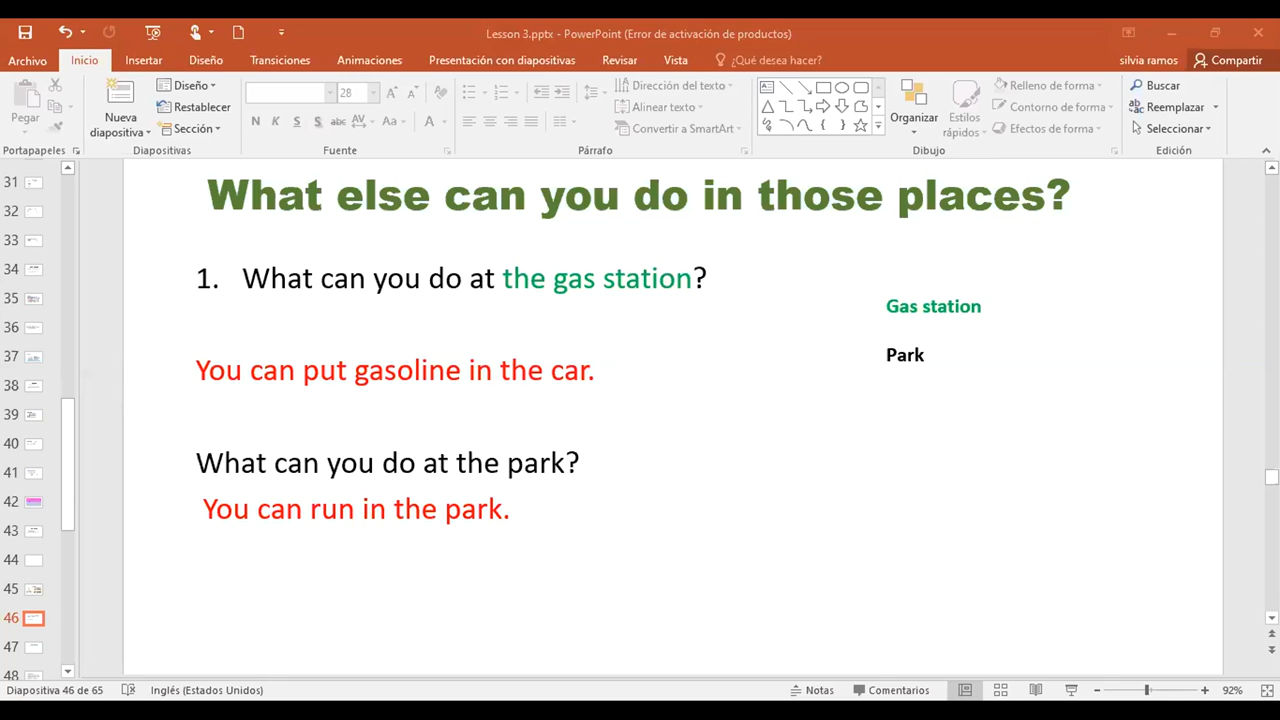 Lesson 3.pptx - PowerPoint (Error de activación de productos)
Archivo Inicio Insertar Diseño Transiciones Animaciones Presentación con diapositivas Revisar Vista ¿Qué desea hacer? silvia ramos Compartir
Pegar
Nueva diapositiva
Diseño
Restablecer
Sección
28
N K S S abc AV Aa A
Dirección del texto
Alinear texto
Convertir a SmartArt
Organizar
Estilos rápidos
Relleno de forma
Contorno de forma
Efectos de forma
Buscar
Reemplazar
Seleccionar
Portapapeles Diapositivas Fuente Párrafo Dibujo Edición
31
32
33
34
35
36
37
38
39
40
41
42
43
44
45
46
47
48
What else can you do in those places?
1. What can you do at the gas station?
Gas station
Park
You can put gasoline in the car.
What can you do at the park?
You can run in the park.
Diapositiva 46 de 65 Inglés (Estados Unidos) Notas Comentarios 92%